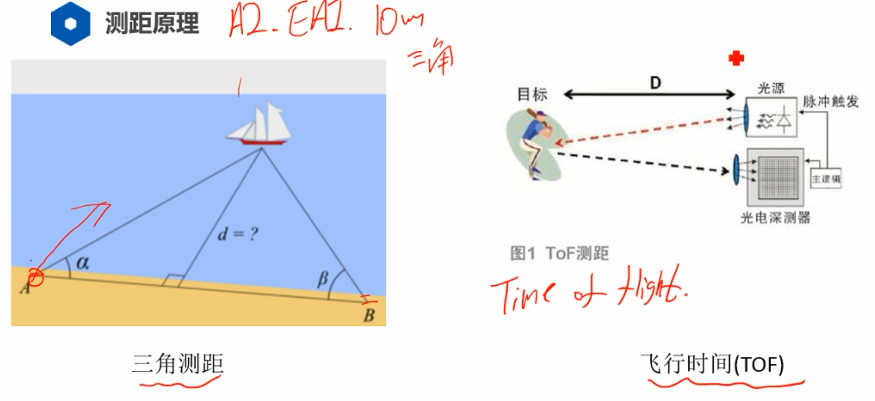 测距原理
A2. EAI. 10m
三角
α
d = ?
β
A
B
三角测距
目标
D
光源
脉冲触发
主逻辑
光电深测器
图1 ToF测距
Time of flight.
飞行时间(TOF)